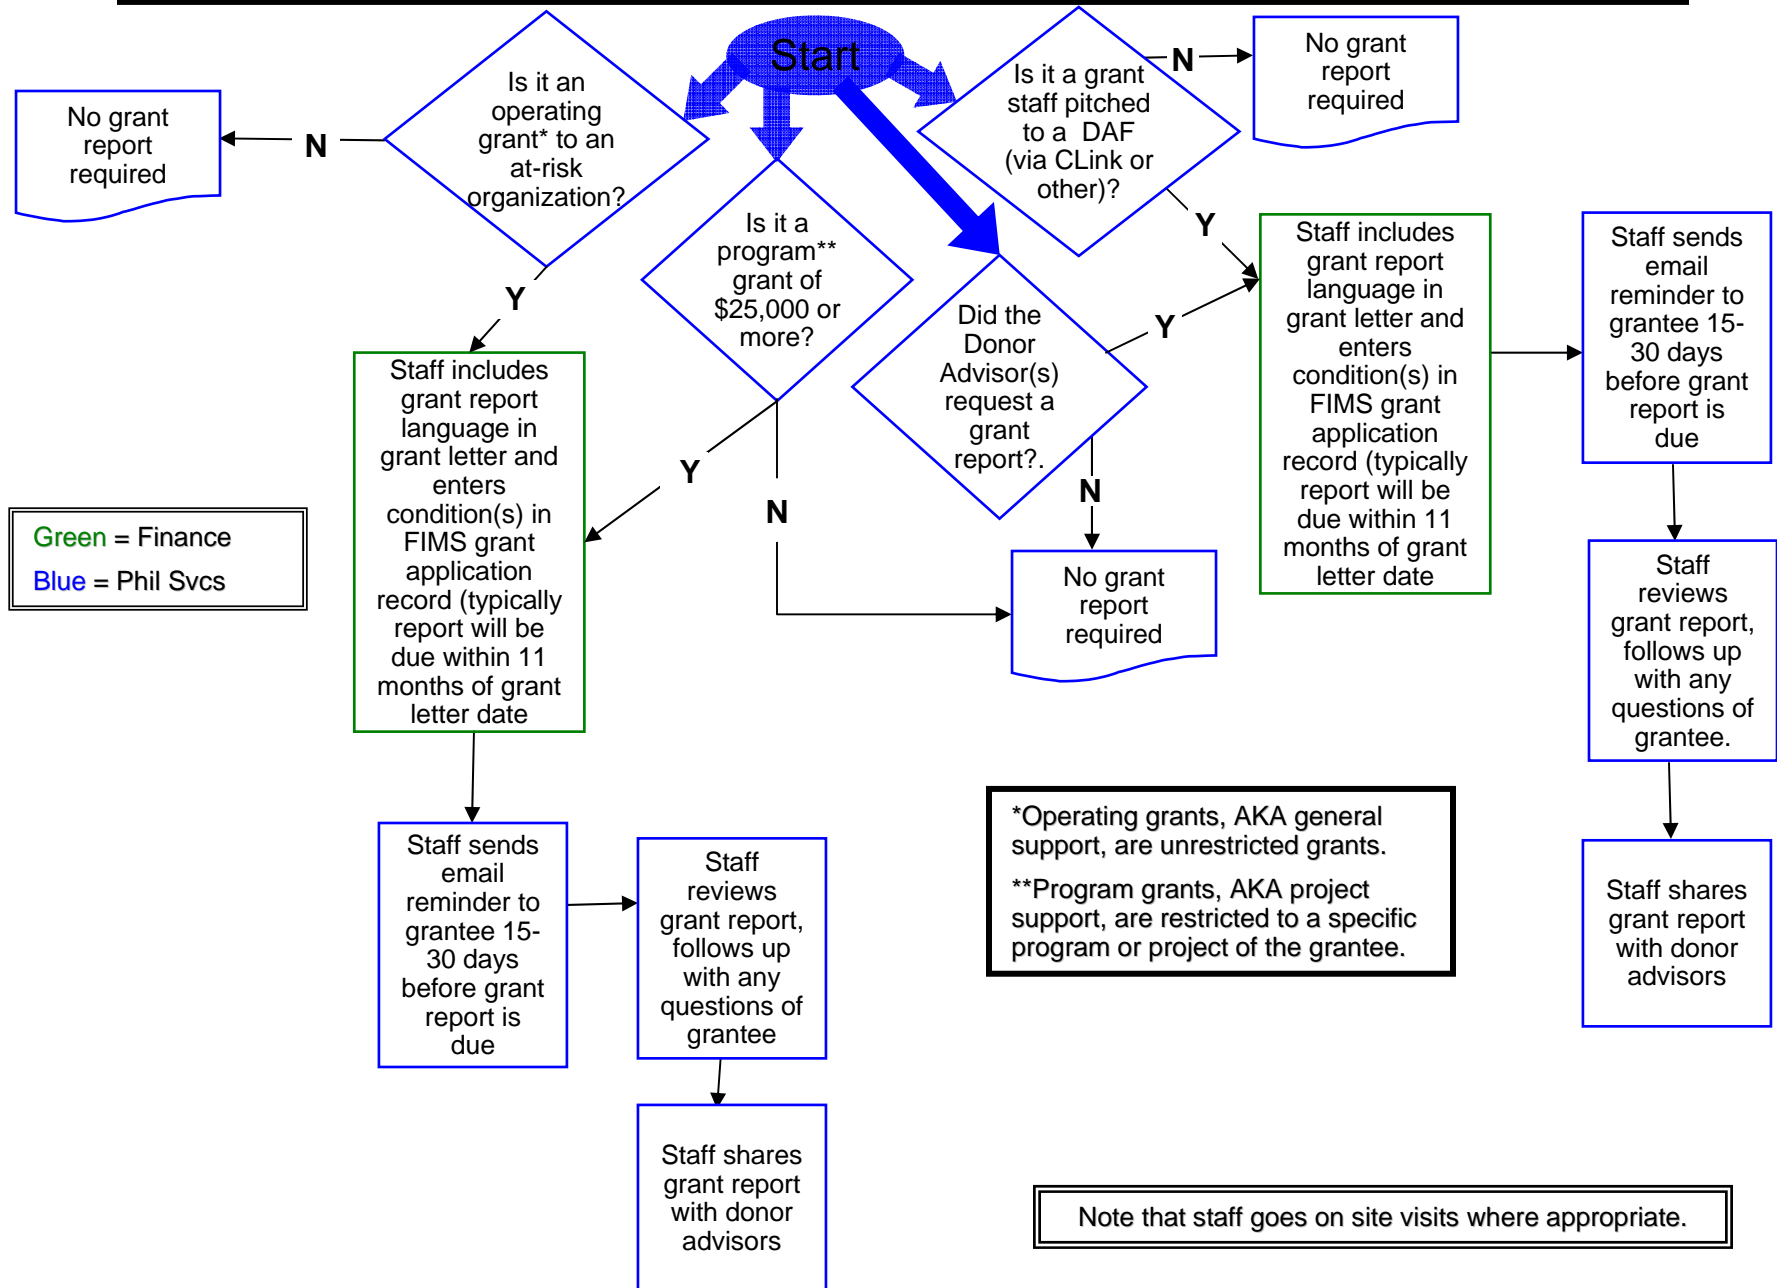 Start
Is it an
operating
grant* to an
at-risk
organization?
N
No grant
report
required
Y
Is it a
program**
grant of
$25,000 or
more?
Y
N
Did the
Donor
Advisor(s)
request a
grant
report?.
Y
N
No grant
report
required
Is it a grant
staff pitched
to a DAF
(via CLink or
other)?
N
No grant
report
required
Y
Staff includes
grant report
language in
grant letter and
enters
condition(s) in
FIMS grant
application
record (typically
report will be
due within 11
months of grant
letter date
Staff sends
email
reminder to
grantee 15-
30 days
before grant
report is
due
Staff
reviews
grant report,
follows up
with any
questions of
grantee.
Staff shares
grant report
with donor
advisors
Green = Finance
Blue = Phil Svcs
Staff includes
grant report
language in
grant letter and
enters
condition(s) in
FIMS grant
application
record (typically
report will be
due within 11
months of grant
letter date
Staff sends
email
reminder to
grantee 15-
30 days
before grant
report is
due
Staff
reviews
grant report,
follows up
with any
questions of
grantee
Staff shares
grant report
with donor
advisors
*Operating grants, AKA general
support, are unrestricted grants.
**Program grants, AKA project
support, are restricted to a specific
program or project of the grantee.
Note that staff goes on site visits where appropriate.